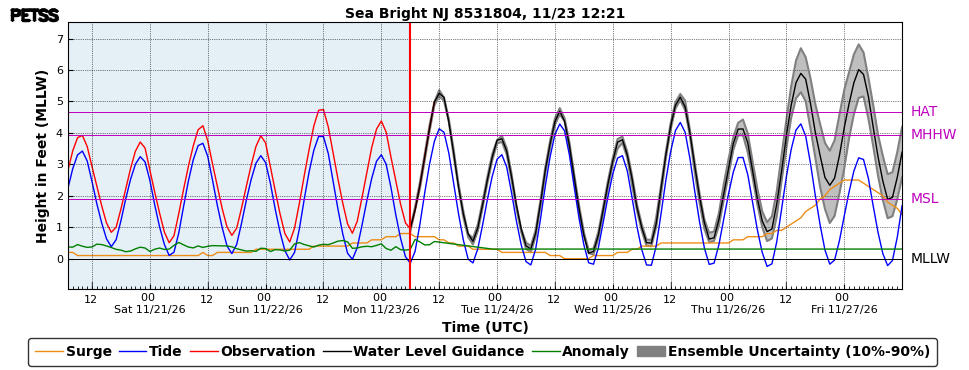 PETSS
Sea Bright NJ 8531804, 11/23 12:21
Height in Feet (MLLW)
7
6
5
4
3
2
1
0
HAT
MHHW
MSL
MLLW
12 00 12 00 12 00 12 00 12 00 12 00 12 00
Sat 11/21/26 Sun 11/22/26 Mon 11/23/26 Tue 11/24/26 Wed 11/25/26 Thu 11/26/26 Fri 11/27/26
Time (UTC)
Surge Tide Observation Water Level Guidance Anomaly Ensemble Uncertainty (10%-90%)